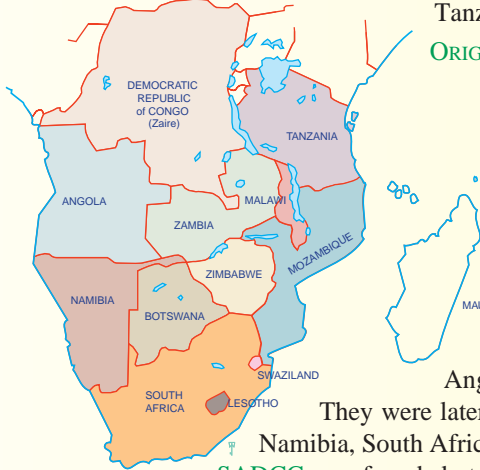 Tanz
ORIG
DEMOCRATIC
REPUBLIC
of CONGO
(Zaire)
TANZANIA
ANGOLA
MALAWI
ZAMBIA
MOZAMBIQUE
ZIMBABWE
NAMIBIA
BOTSWANA
MAL
SWAZILAND
SOUTH
AFRICA
LESOTHO
Ang
They were later
Namibia, South Afric